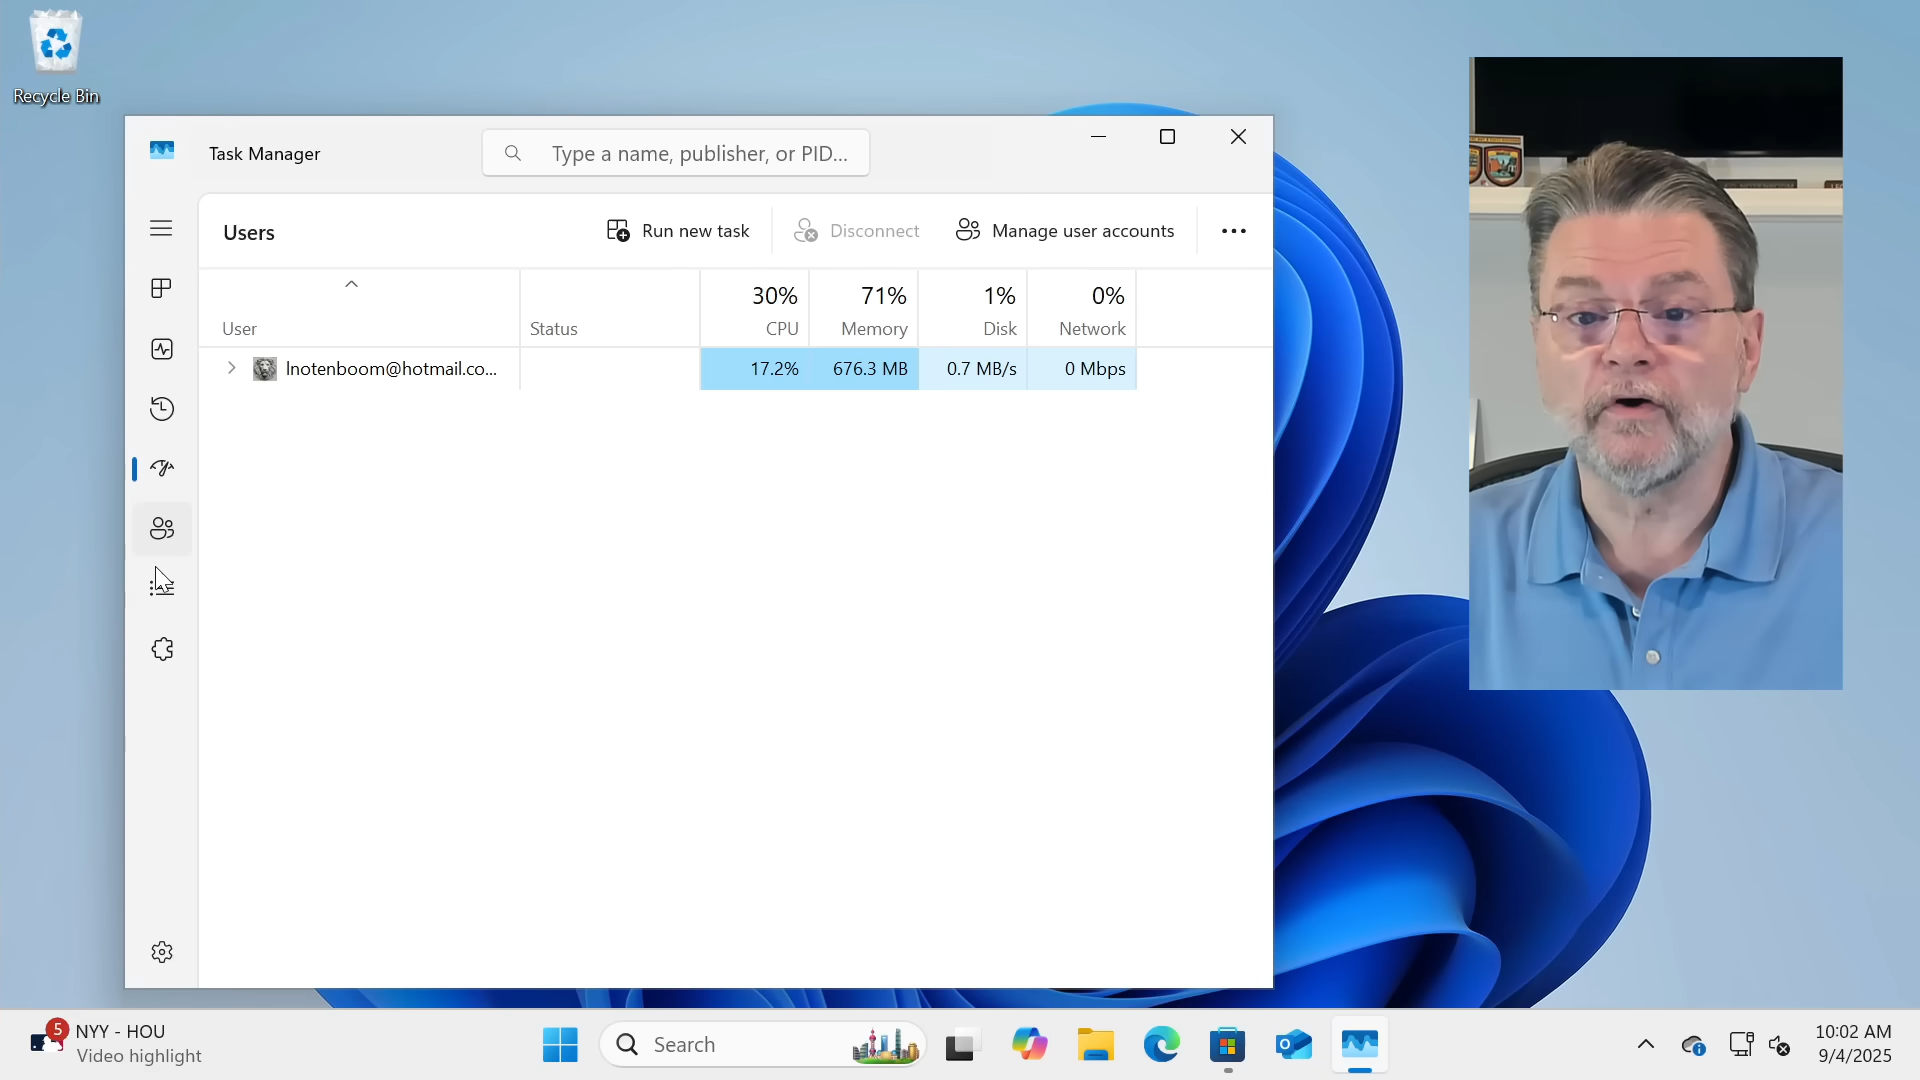 Recycle Bin
Task Manager
Type a name, publisher, or PID...
Users
Run new task
Disconnect
Manage user accounts
30%
71%
1%
0%
User
Status
CPU
Memory
Disk
Network
lnotenboom@hotmail.co...
17.2%
676.3 MB
0.7 MB/s
0 Mbps
5
NYY - HOU
Video highlight
Search
10:02 AM
9/4/2025